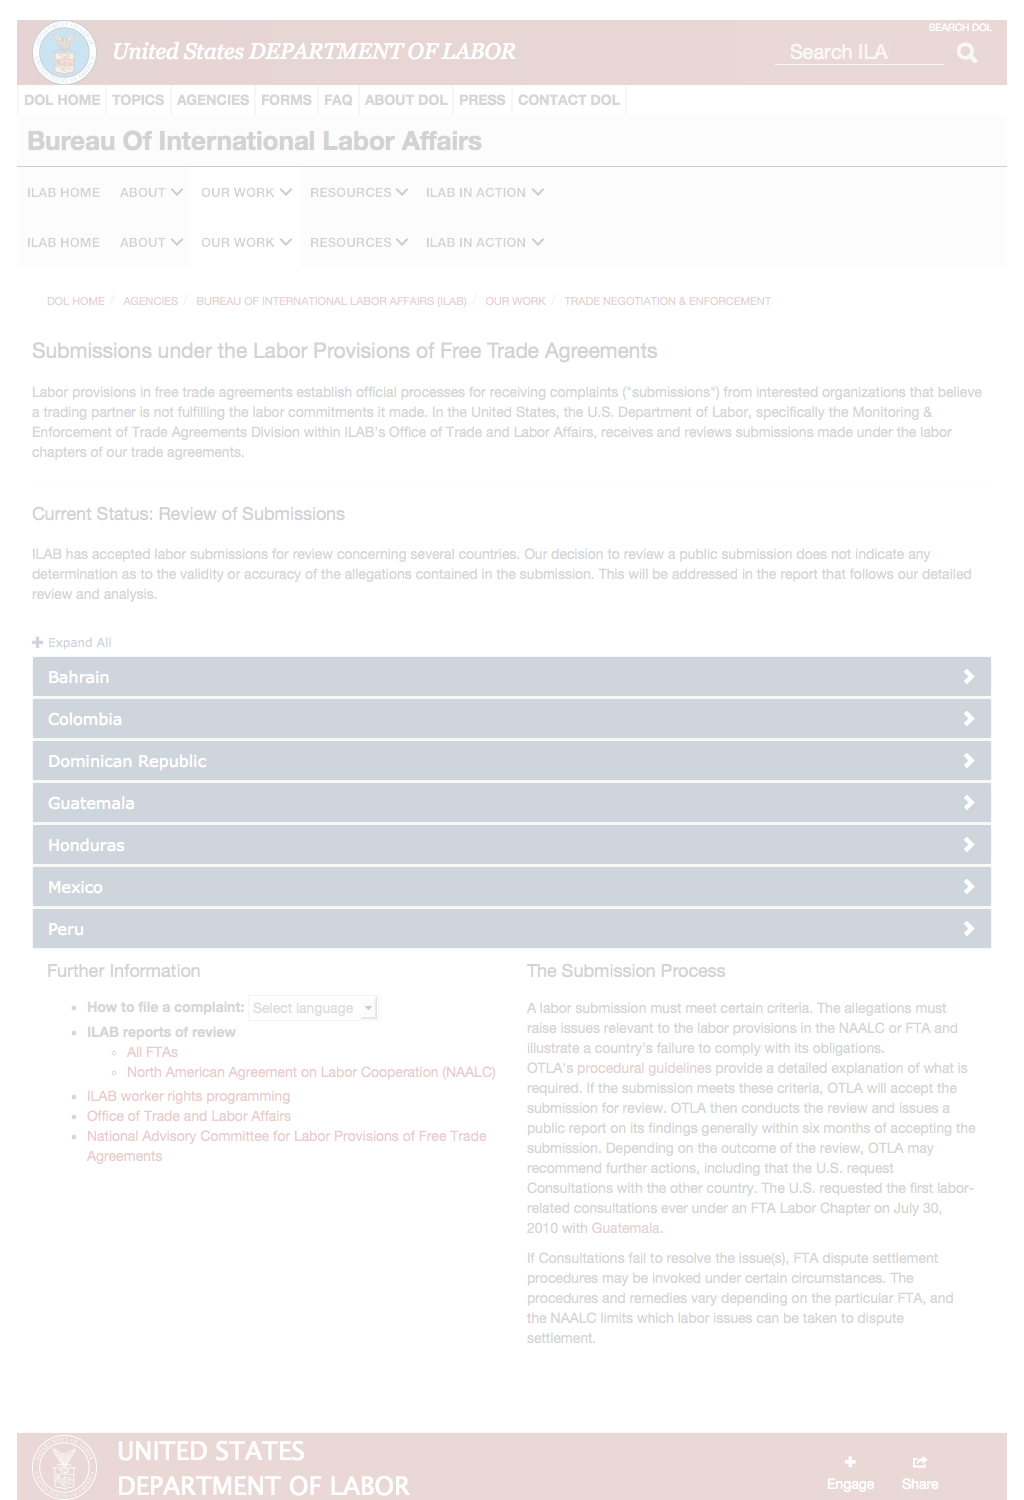 SEARCH DOL
United States DEPARTMENT OF LABOR
Search ILA
DOL HOME TOPICS AGENCIES FORMS FAQ ABOUT DOL PRESS CONTACT DOL
Bureau Of International Labor Affairs
ILAB HOME ABOUT OUR WORK RESOURCES ILAB IN ACTION
ILAB HOME ABOUT OUR WORK RESOURCES ILAB IN ACTION
DOL HOME / AGENCIES / BUREAU OF INTERNATIONAL LABOR AFFAIRS (ILAB) / OUR WORK / TRADE NEGOTIATION & ENFORCEMENT
Submissions under the Labor Provisions of Free Trade Agreements
Labor provisions in free trade agreements establish official processes for receiving complaints ("submissions") from interested organizations that believe
a trading partner is not fulfilling the labor commitments it made. In the United States, the U.S. Department of Labor, specifically the Monitoring &
Enforcement of Trade Agreements Division within ILAB's Office of Trade and Labor Affairs, receives and reviews submissions made under the labor
chapters of our trade agreements.
Current Status: Review of Submissions
ILAB has accepted labor submissions for review concerning several countries. Our decision to review a public submission does not indicate any
determination as to the validity or accuracy of the allegations contained in the submission. This will be addressed in the report that follows our detailed
review and analysis.
Expand All
Bahrain
Colombia
Dominican Republic
Guatemala
Honduras
Mexico
Peru
Further Information
• How to file a complaint: Select language
• ILAB reports of review
◦ All FTAs
◦ North American Agreement on Labor Cooperation (NAALC)
• ILAB worker rights programming
• Office of Trade and Labor Affairs
• National Advisory Committee for Labor Provisions of Free Trade
Agreements
The Submission Process
A labor submission must meet certain criteria. The allegations must
raise issues relevant to the labor provisions in the NAALC or FTA and
illustrate a country's failure to comply with its obligations.
OTLA's procedural guidelines provide a detailed explanation of what is
required. If the submission meets these criteria, OTLA will accept the
submission for review. OTLA then conducts the review and issues a
public report on its findings generally within six months of accepting the
submission. Depending on the outcome of the review, OTLA may
recommend further actions, including that the U.S. request
Consultations with the other country. The U.S. requested the first labor-
related consultations ever under an FTA Labor Chapter on July 30,
2010 with Guatemala.
If Consultations fail to resolve the issue(s), FTA dispute settlement
procedures may be invoked under certain circumstances. The
procedures and remedies vary depending on the particular FTA, and
the NAALC limits which labor issues can be taken to dispute
settlement.
UNITED STATES
DEPARTMENT OF LABOR
Engage Share